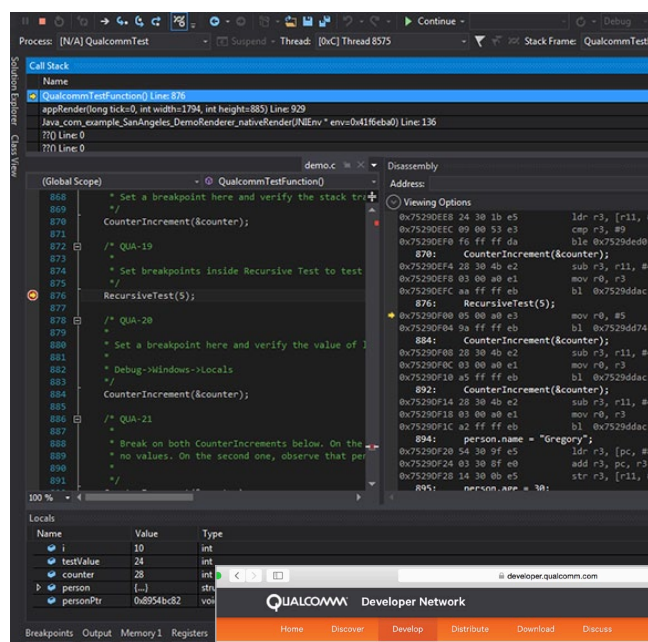 Continue
Debug
Process: [N/A] QualcommTest
Suspend
Thread: [0xC] Thread 8575
Stack Frame: QualcommTest
Solution Explorer
Class View
Call Stack
Name
QualcommTestFunction() Line: 876
appRender(long tick=0, int width=1794, int height=885) Line: 929
Java_com_example_SanAngeles_DemoRenderer_nativeRender(JNIEnv * env=0x41f6eba0) Line: 136
??() Line: 0
??() Line: 0
demo.c
(Global Scope)
QualcommTestFunction()
868 * Set a breakpoint here and verify the stack tra
869 */
870 CounterIncrement(&counter);
871
872 /* QUA-19
873 *
874 * Set breakpoints inside Recursive Test to test
875 */
876 RecursiveTest(5);
877
878 /* QUA-20
879 *
880 * Set a breakpoint here and verify the value of l
881 *
882 * Debug->Windows->Locals
883 */
884 CounterIncrement(&counter);
885
886 /* QUA-21
887 *
888 * Break on both CounterIncrements below. On the
889 * no values. On the second one, observe that per
890 *
891 */
100 %
Disassembly
Address:
Viewing Options
0x7529DEE8 24 30 1b e5 ldr r3, [r11,
0x7529DEEC 09 00 53 e3 cmp r3, #9
0x7529DEF0 f6 ff ff da ble 0x7529ded0
870: CounterIncrement(&counter);
0x7529DEF4 28 30 4b e2 sub r3, r11, #
0x7529DEF8 03 00 a0 e1 mov r0, r3
0x7529DEFC aa ff ff eb bl 0x7529ddac
876: RecursiveTest(5);
0x7529DF00 05 00 a0 e3 mov r0, #5
0x7529DF04 9a ff ff eb bl 0x7529dd74
884: CounterIncrement(&counter);
0x7529DF08 28 30 4b e2 sub r3, r11, #
0x7529DF0C 03 00 a0 e1 mov r0, r3
0x7529DF10 a5 ff ff eb bl 0x7529ddac
892: CounterIncrement(&counter);
0x7529DF14 28 30 4b e2 sub r3, r11, #
0x7529DF18 03 00 a0 e1 mov r0, r3
0x7529DF1C a2 ff ff eb bl 0x7529ddac
894: person.name = "Gregory";
0x7529DF20 54 30 9f e5 ldr r3, [pc, #
0x7529DF24 03 30 8f e0 add r3, pc, r3
0x7529DF28 14 30 0b e5 str r3, [r11,
895: person.age = 30;
Locals
Name Value Type
i 10 int
testValue 24 int
counter 28 int
person {...} stru
personPtr 0x8954bc82 voi
Breakpoints Output Memory 1 Registers
developer.qualcomm.com
QUALCOMM Developer Network
Home Discover Develop Distribute Download Discuss